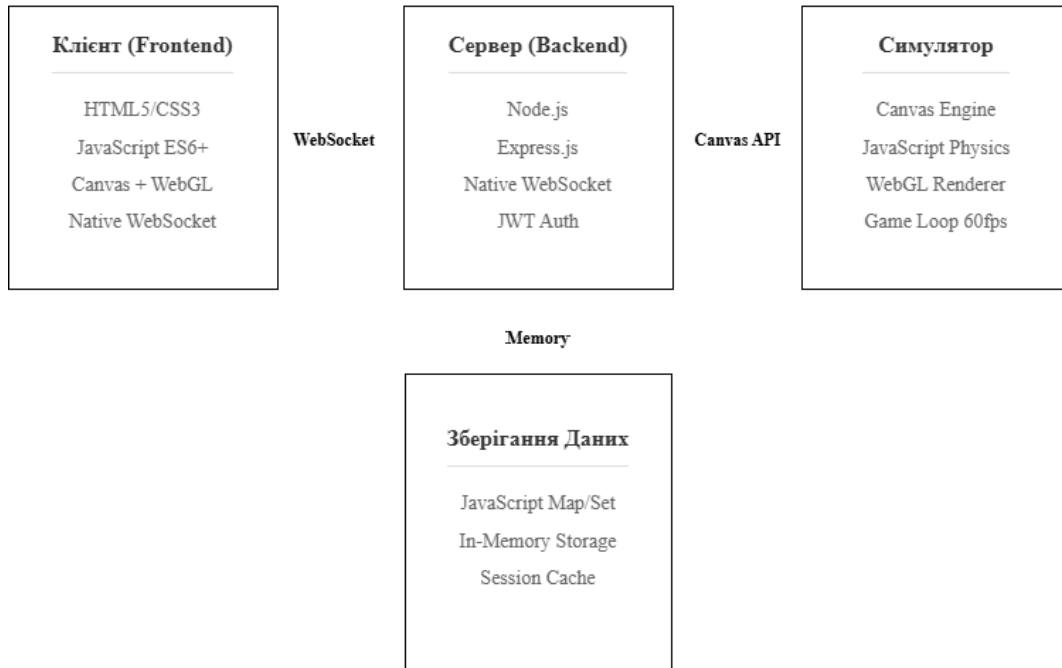 Клієнт (Frontend)
HTML5/CSS3
JavaScript ES6+
Canvas + WebGL
Native WebSocket
WebSocket
Сервер (Backend)
Node.js
Express.js
Native WebSocket
JWT Auth
Canvas API
Симулятор
Canvas Engine
JavaScript Physics
WebGL Renderer
Game Loop 60fps
Memory
Зберігання Даних
JavaScript Map/Set
In-Memory Storage
Session Cache